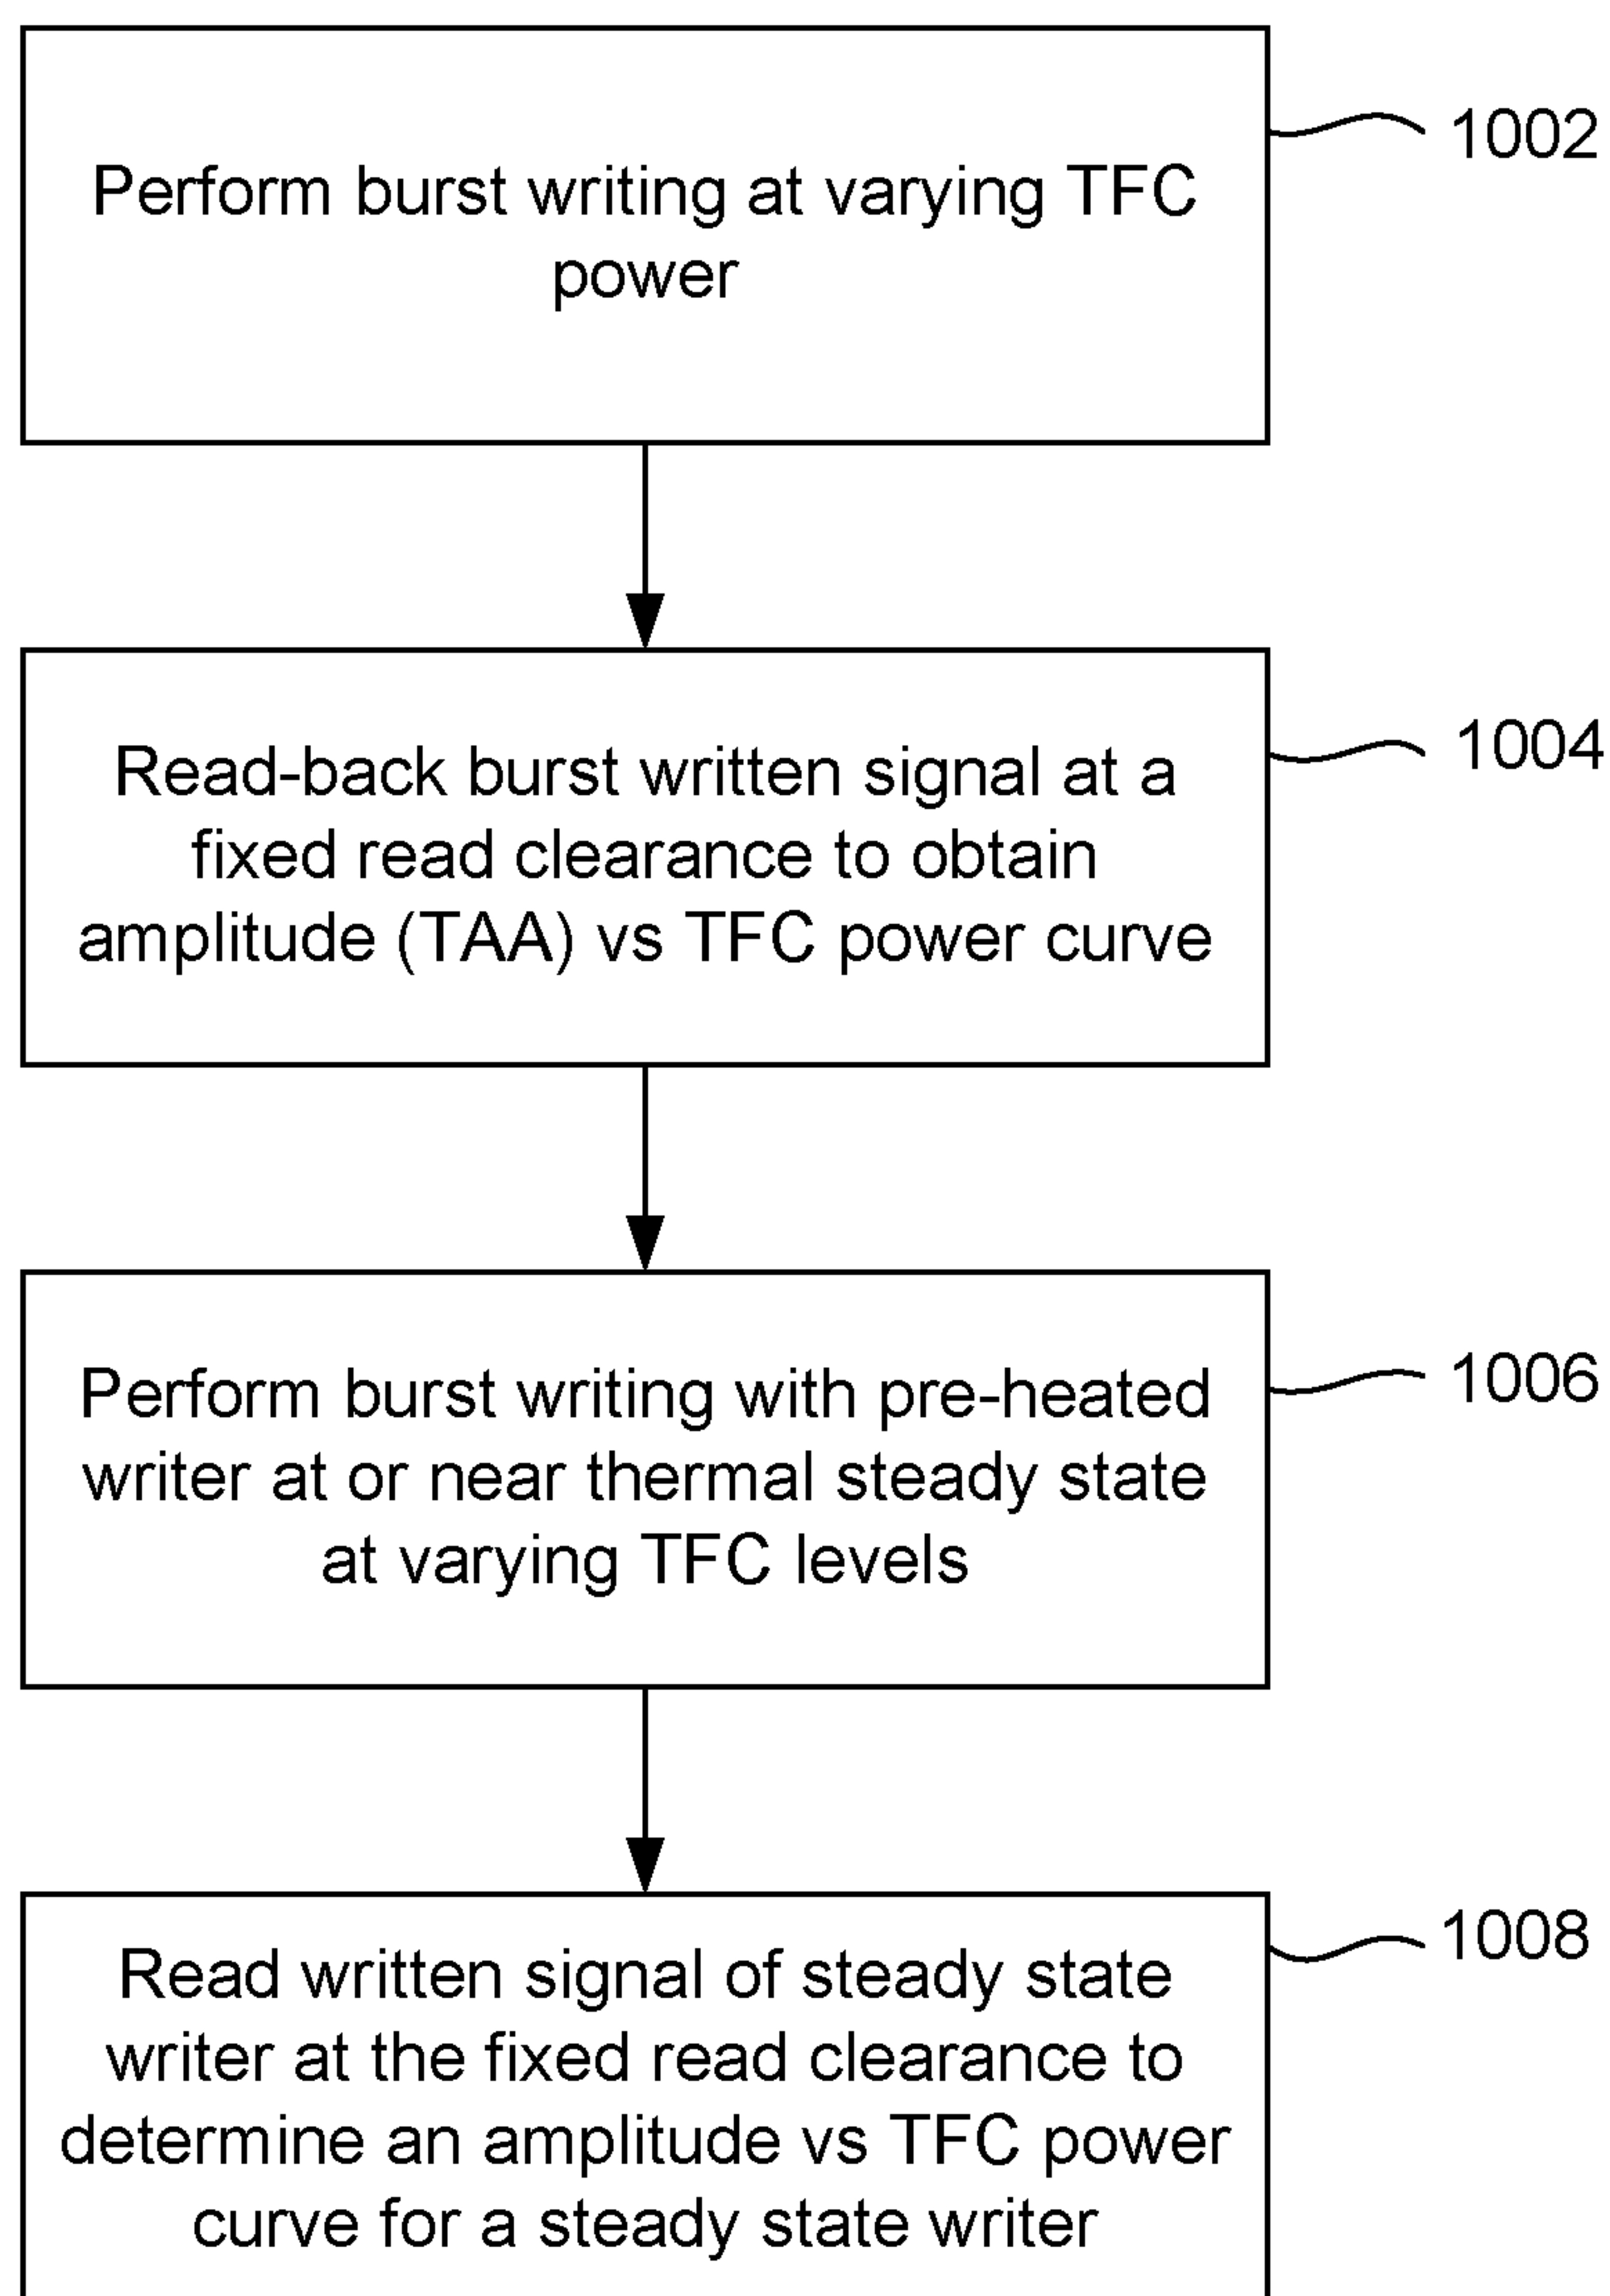 Perform burst writing at varying TFC
power
1002
Read-back burst written signal at a
fixed read clearance to obtain
amplitude (TAA) vs TFC power curve
1004
Perform burst writing with pre-heated
writer at or near thermal steady state
at varying TFC levels
1006
Read written signal of steady state
writer at the fixed read clearance to
determine an amplitude vs TFC power
curve for a steady state writer
1008